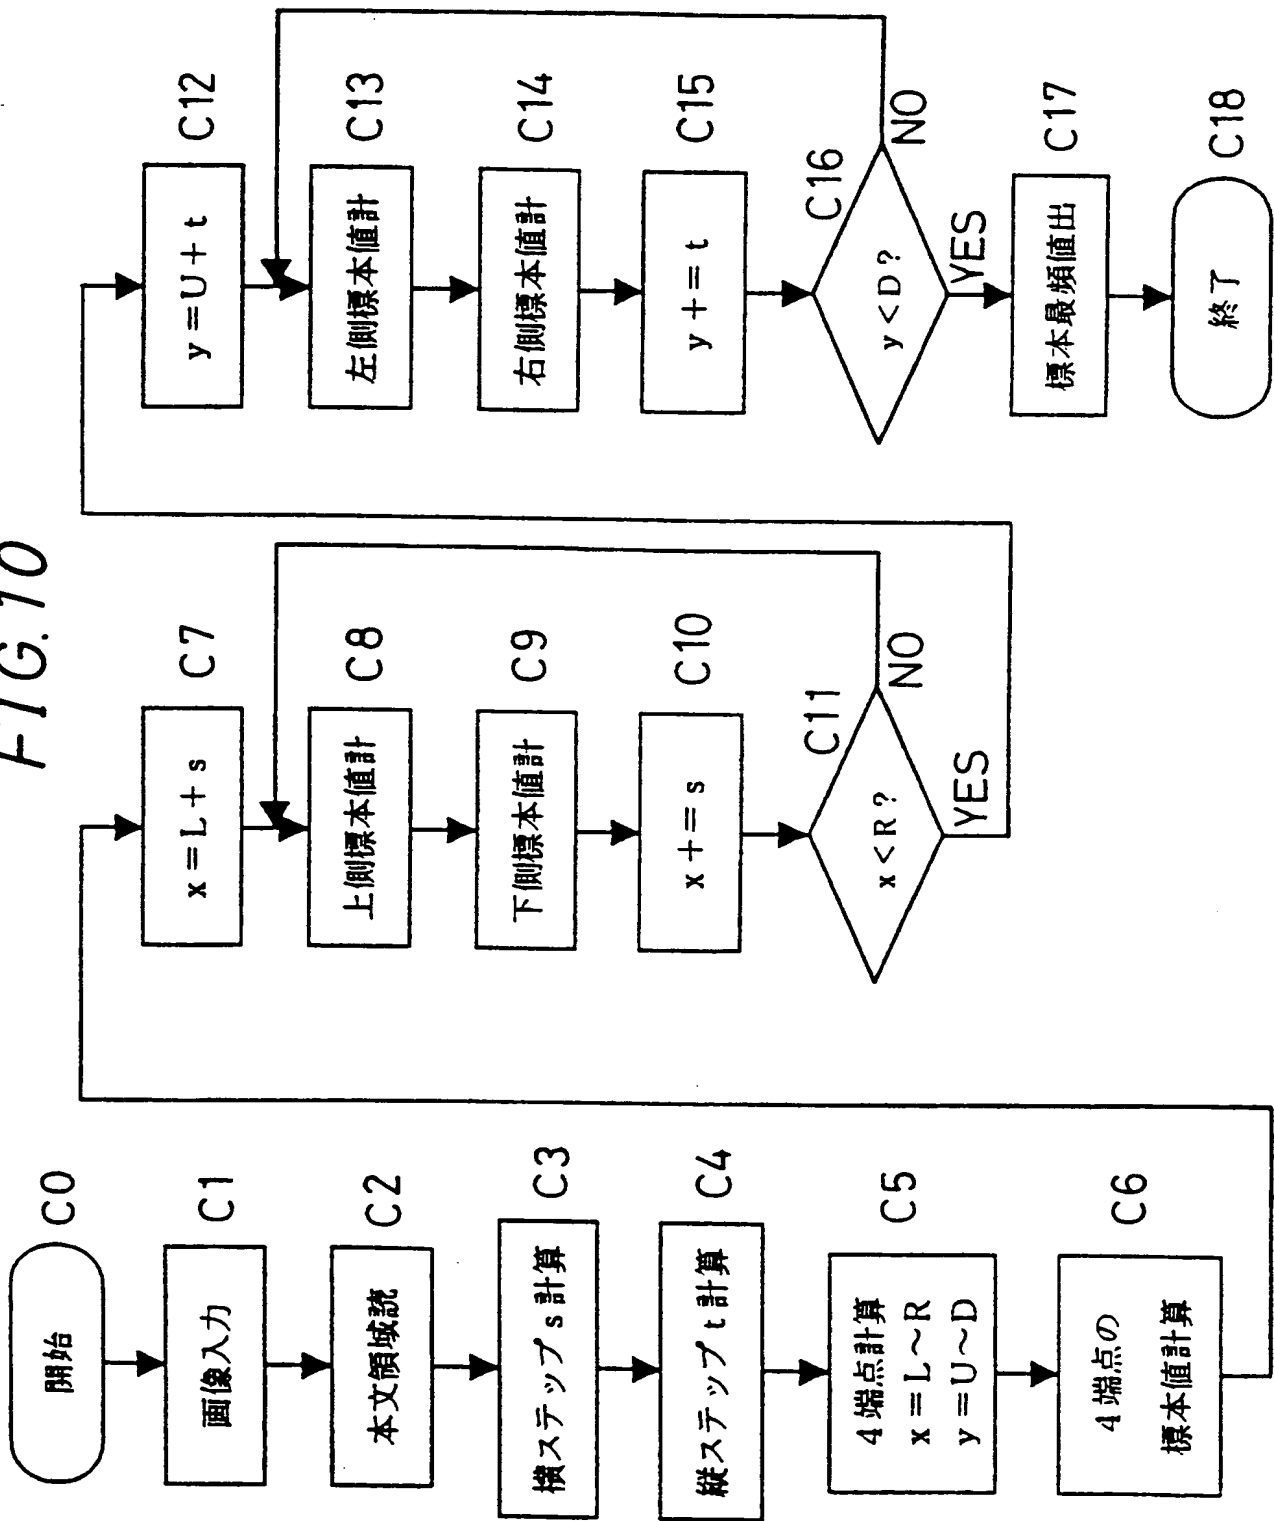 FIG. 10
開始
C0
画像入力
C1
本文領域読
C2
横ステップs計算
C3
縦ステップt計算
C4
4端点計算
x=L~R
y=U~D
C5
4端点の
標本値計算
C6
x=L+s
C7
上側標本値計
C8
下側標本値計
C9
x+=s
C10
x<R?
C11
NO
YES
y=U+t
C12
左側標本値計
C13
右側標本値計
C14
y+=t
C15
y<D?
C16
NO
YES
標本最頻値出
C17
終了
C18